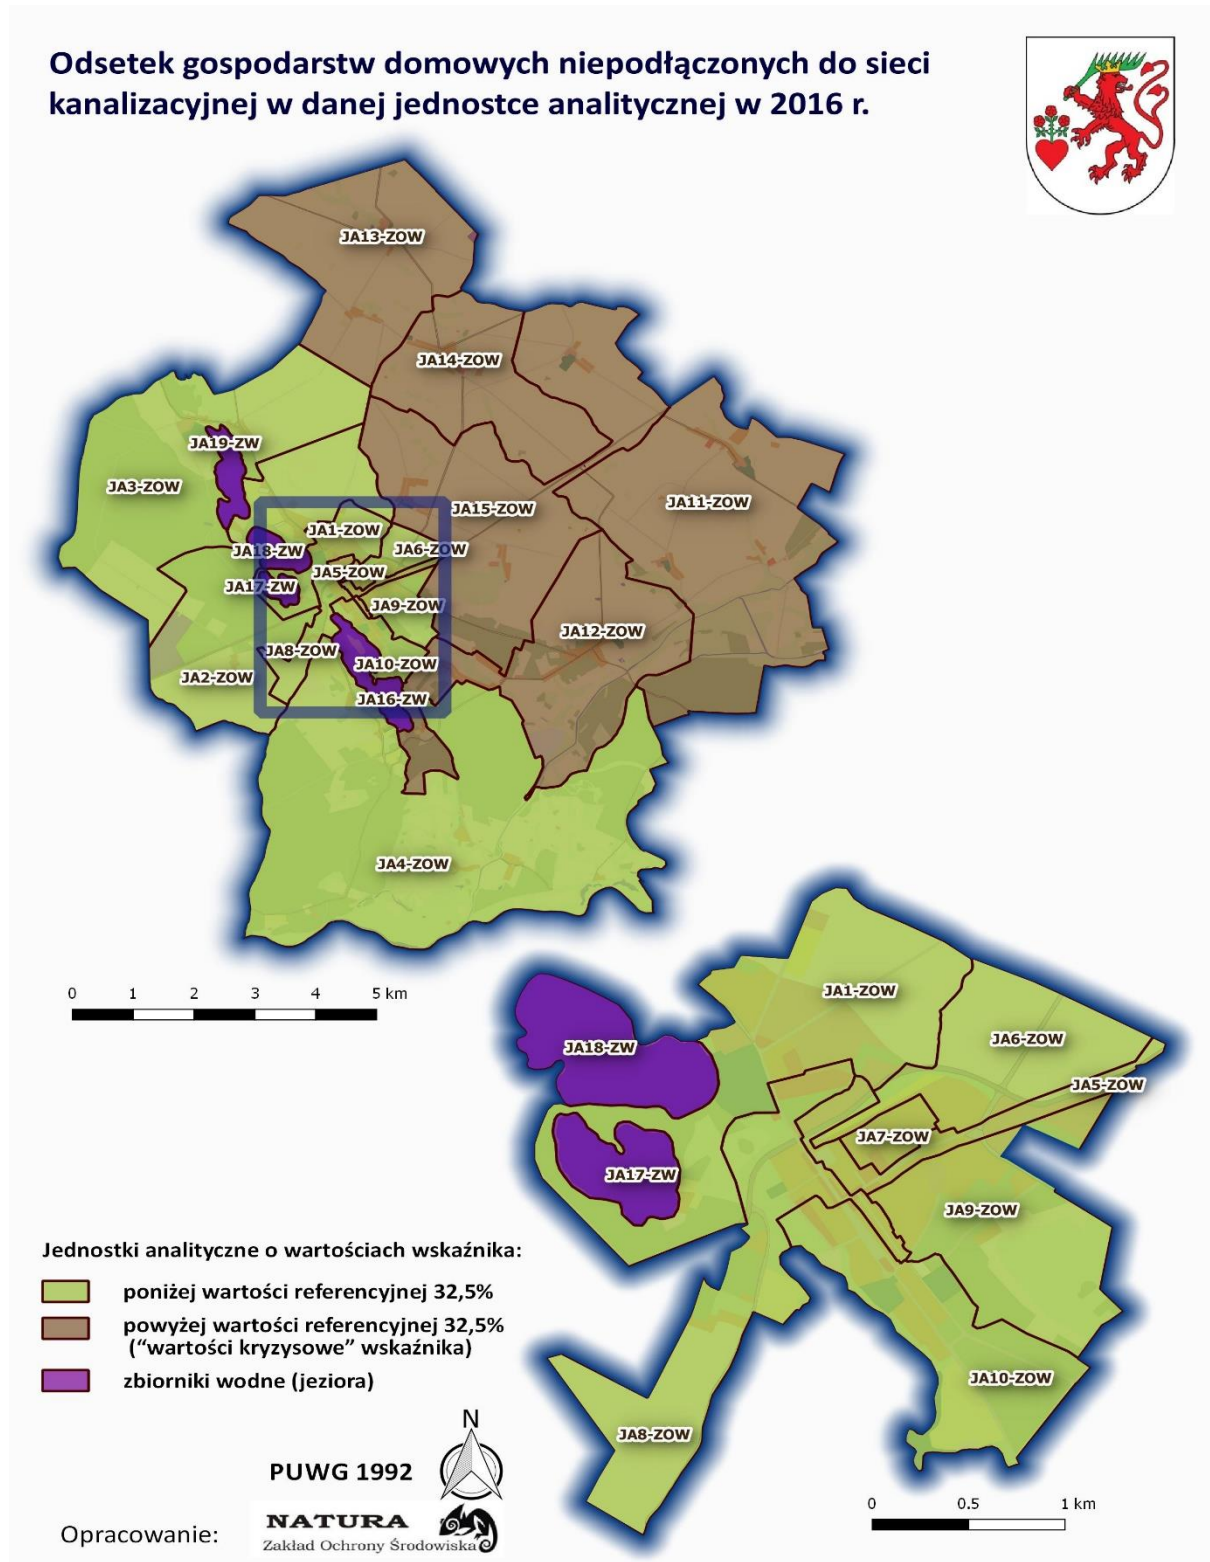 Odsetek gospodarstw domowych niepodłączonych do sieci
kanalizacyjnej w danej jednostce analitycznej w 2016 r.
JA13-ZOW
JA14-ZOW
JA19-ZW
JA3-ZOW
JA11-ZOW
JA15-ZOW
JA1-ZOW
JA18-ZW
JA6-ZOW
JA5-ZOW
JA17-ZW
JA9-ZOW
JA12-ZOW
JA8-ZOW
JA10-ZOW
JA2-ZOW
JA16-ZW
JA4-ZOW
0 1 2 3 4 5 km
JA1-ZOW
JA18-ZW
JA6-ZOW
JA5-ZOW
JA7-ZOW
JA17-ZW
JA9-ZOW
JA10-ZOW
JA8-ZOW
Jednostki analityczne o wartościach wskaźnika:
poniżej wartości referencyjnej 32,5%
powyżej wartości referencyjnej 32,5%
(“wartości kryzysowe” wskaźnika)
zbiorniki wodne (jeziora)
N
PUWG 1992
0 0.5 1 km
Opracowanie:
NATURA
Zakład Ochrony Środowiska